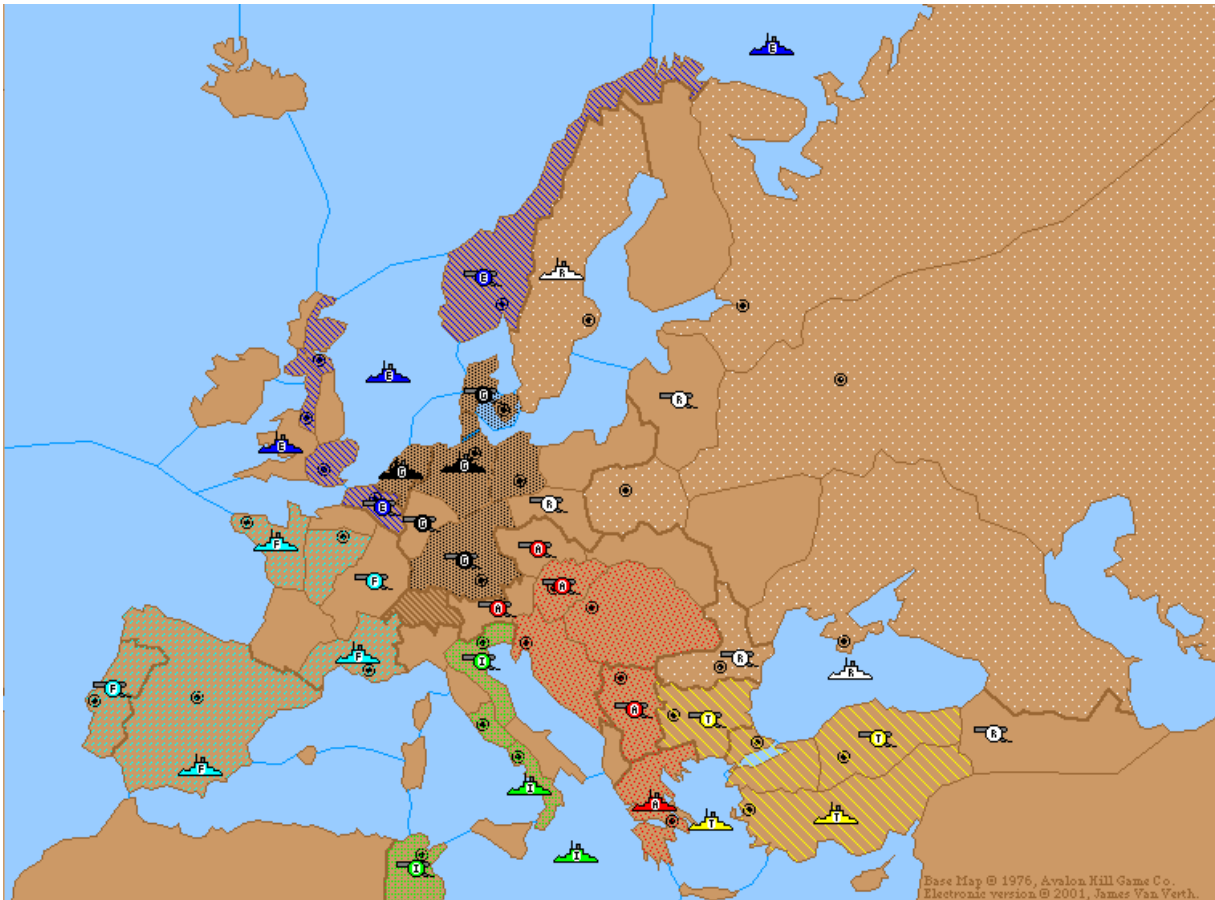 E
R
E
G
R
E
G
G
E
R
G
F
A
G
F
A
A
F
I
R
R
F
A
T
T
R
F
I
A
T
T
I
I
Base Map © 1976, Avalon Hill Game Co.
Electronic version © 2001, James Van Verth.